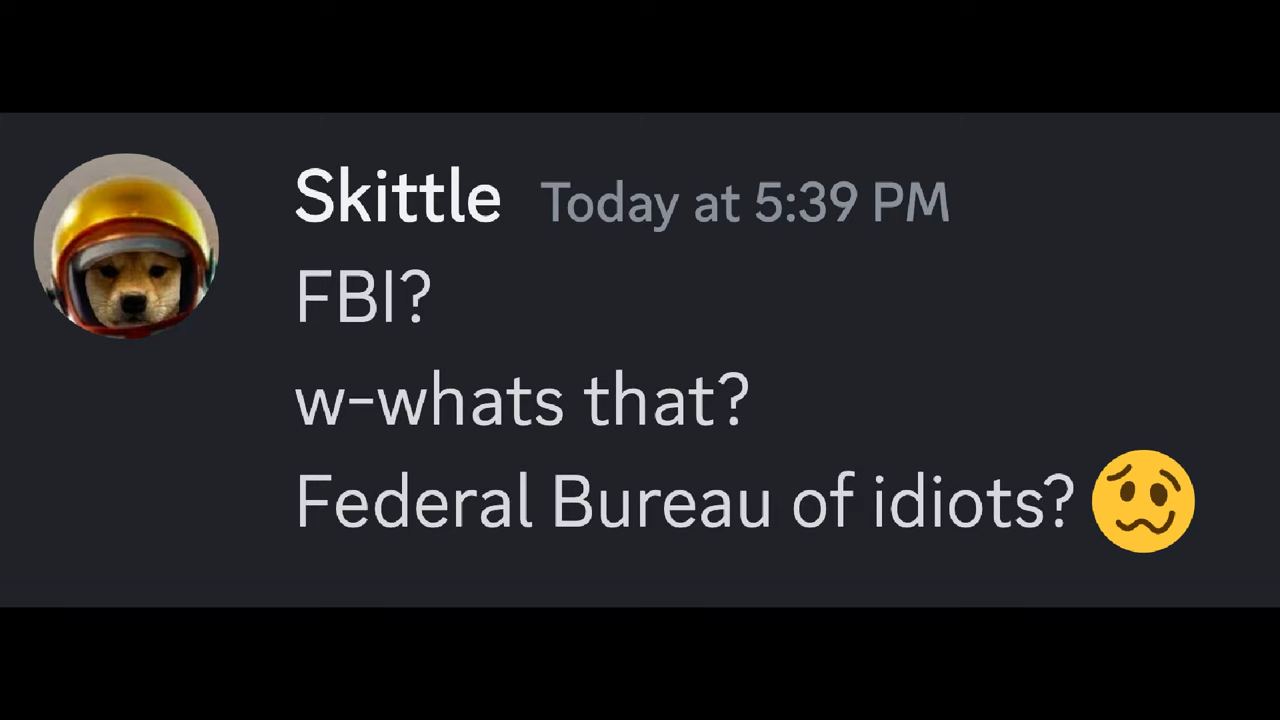 Skittle Today at 5:39 PM
FBI?
w-whats that?
Federal Bureau of idiots? 🥴